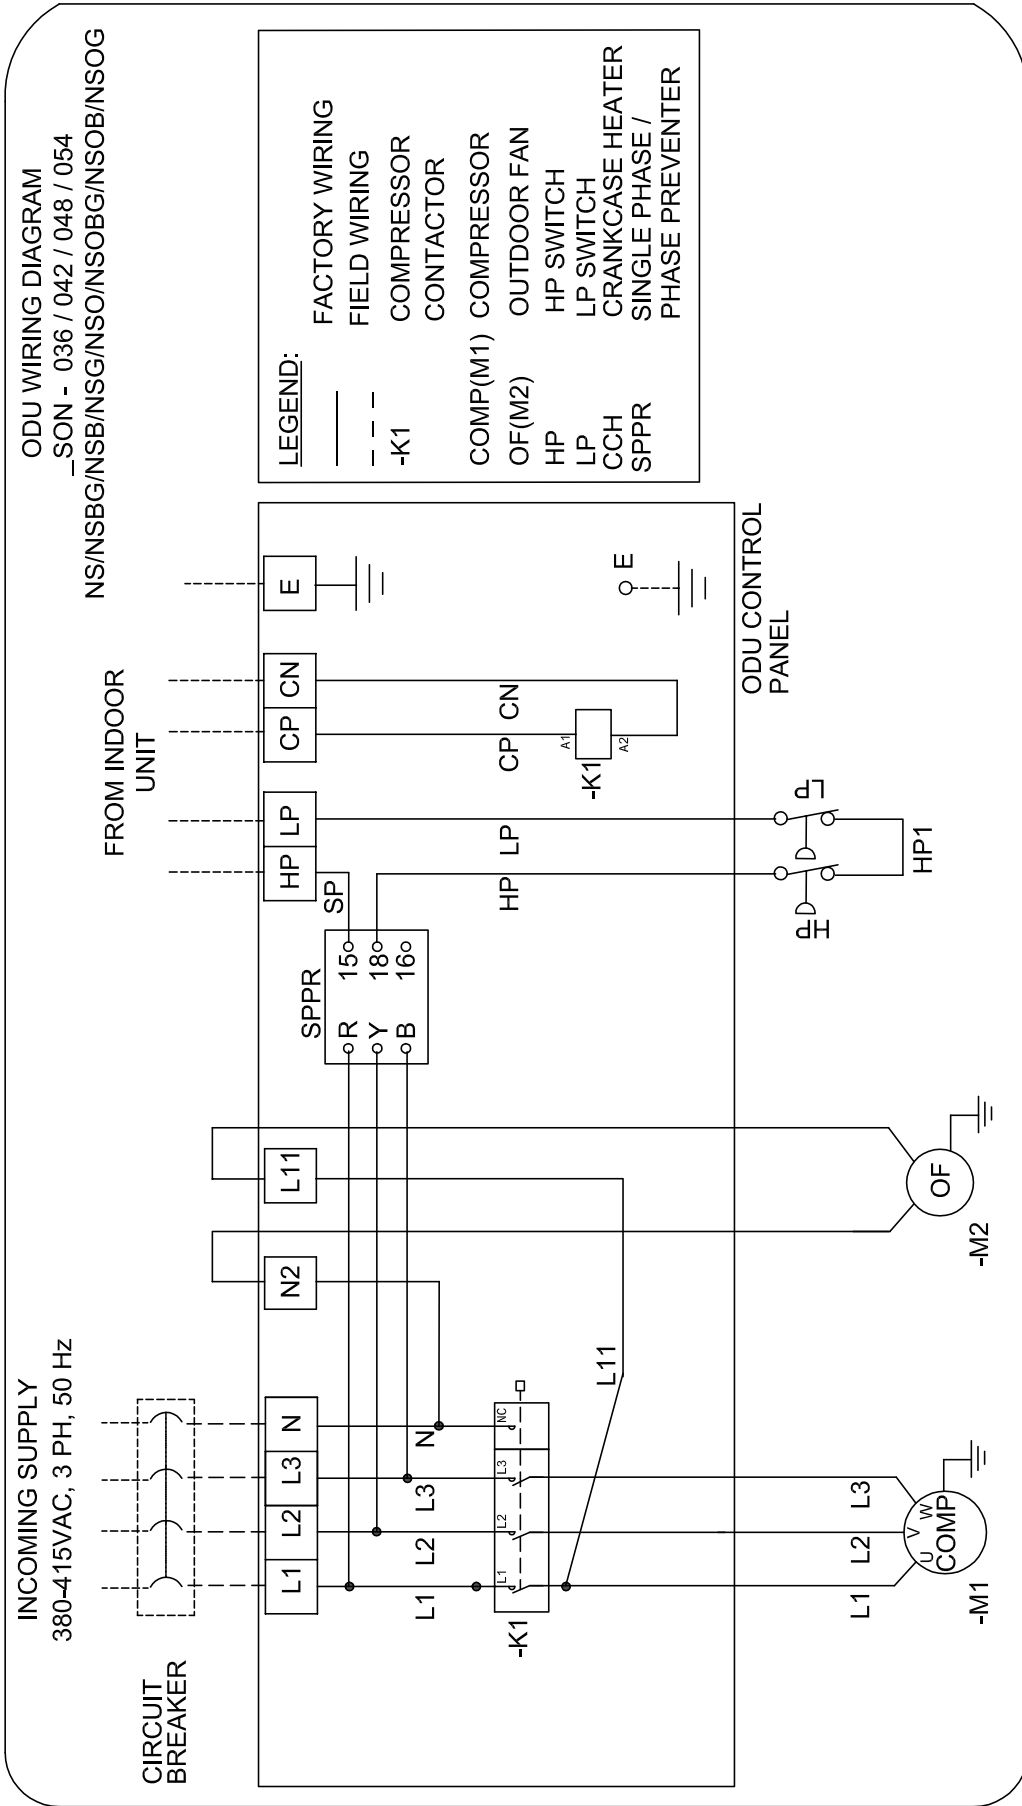 ODU WIRING DIAGRAM
_SON - 036 / 042 / 048 / 054
NS/NSBG/NSB/NSG/NSO/NSOBG/NSOB/NSOG
INCOMING SUPPLY
380-415VAC, 3 PH, 50 Hz
FROM INDOOR
UNIT
CIRCUIT
BREAKER
L1
L2
L3
N
N2
L11
HP
LP
CP
CN
E
SPPR
R
Y
B
15
18
16
SP
L1
L2
L3
N
-K1
L1
L2
L3
NC
L11
HP
LP
CP
CN
A1
A2
-K1
E
ODU CONTROL
PANEL
L1
L2
L3
U
V
W
COMP
-M1
OF
-M2
HP
LP
HP1
LEGEND:
FACTORY WIRING
FIELD WIRING
-K1 COMPRESSOR
CONTACTOR
COMP(M1) COMPRESSOR
OF(M2) OUTDOOR FAN
HP HP SWITCH
LP LP SWITCH
CCH CRANKCASE HEATER
SPPR SINGLE PHASE /
PHASE PREVENTER